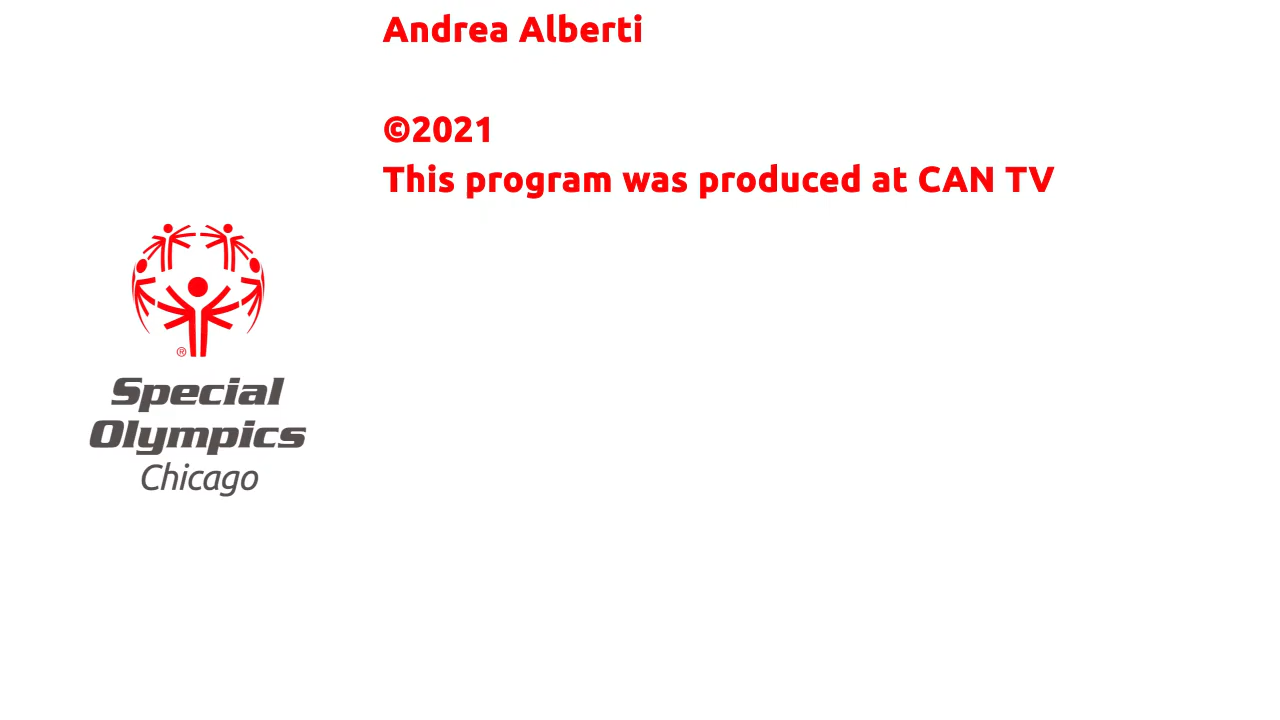 Andrea Alberti
©2021
This program was produced at CAN TV
®
Special
Olympics
Chicago